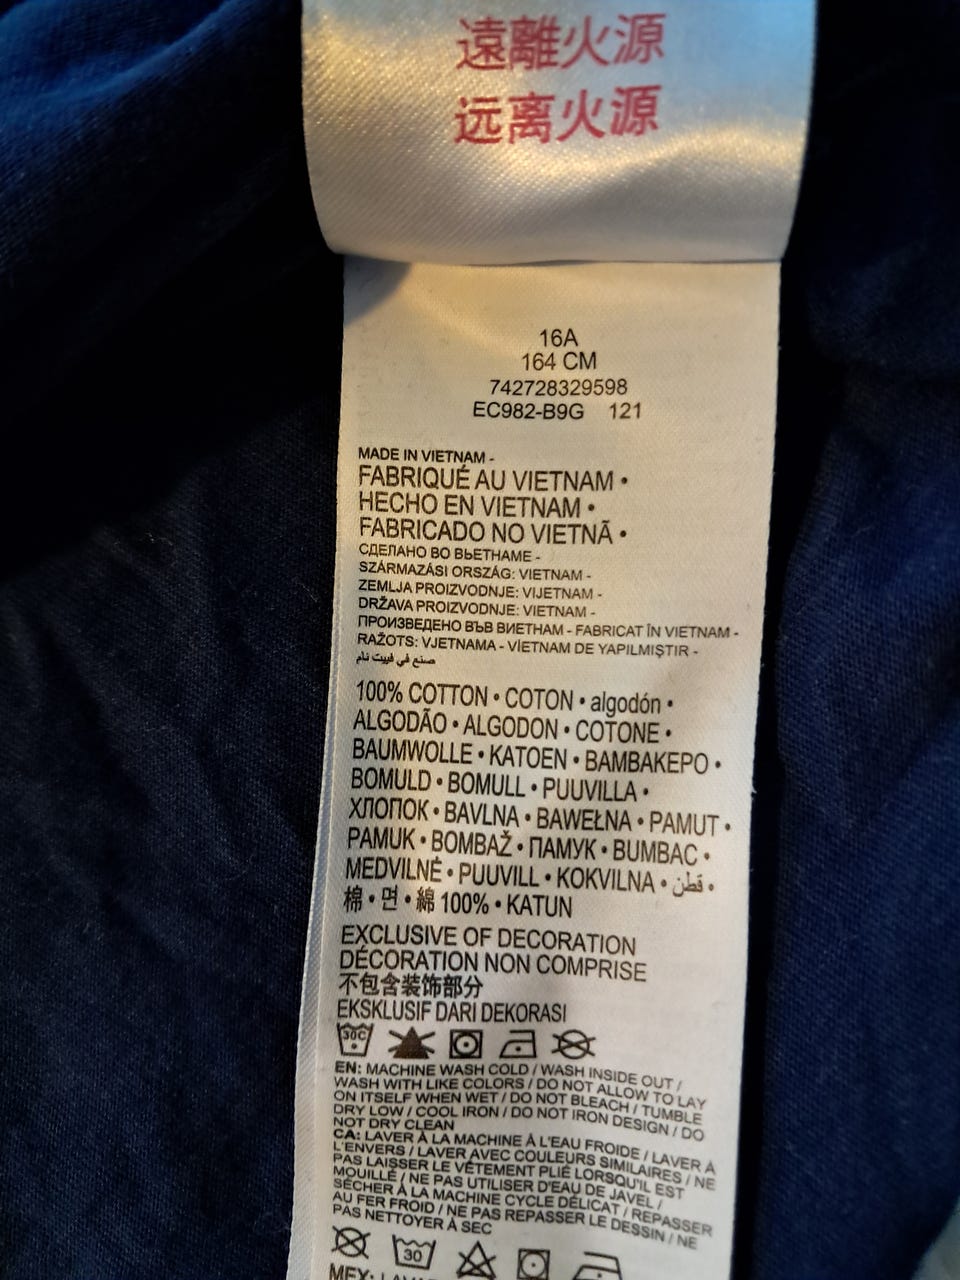 遠離火源
远离火源
16A
164 CM
742728329598
EC982-B9G 121
MADE IN VIETNAM -
FABRIQUÉ AU VIETNAM •
HECHO EN VIETNAM •
FABRICADO NO VIETNÃ •
СДЕЛАНО ВО ВЬЕТНАМЕ -
SZÁRMAZÁSI ORSZÁG: VIETNAM -
ZEMLJA PROIZVODNJE: VIJETNAM -
DRŽAVA PROIZVODNJE: VIETNAM -
ПРОИЗВЕДЕНО ВЪВ ВИЕТНАМ - FABRICAT ÎN VIETNAM -
RAŽOTS: VJETNAMA - VİETNAM DE YAPILMIŞTIR -
صنع في فييت نام
100% COTTON • COTON • algodón •
ALGODÃO • ALGODON • COTONE •
BAUMWOLLE • KATOEN • BAMBAKEPO •
BOMULD • BOMULL • PUUVILLA •
ХЛОПОК • BAVLNA • BAWEŁNA • PAMUT •
PAMUK • BOMBAŽ • ПАМУК • BUMBAC •
MEDVILNĖ • PUUVILL • KOKVILNA • قطن •
棉 • 면 • 綿 100% • KATUN
EXCLUSIVE OF DECORATION
DÉCORATION NON COMPRISE
不包含装饰部分
EKSKLUSIF DARI DEKORASI
30C
EN: MACHINE WASH COLD / WASH INSIDE OUT /
WASH WITH LIKE COLORS / DO NOT ALLOW TO LAY
ON ITSELF WHEN WET / DO NOT BLEACH / TUMBLE
DRY LOW / COOL IRON / DO NOT IRON DESIGN / DO
NOT DRY CLEAN
CA: LAVER À LA MACHINE À L'EAU FROIDE / LAVER À
L'ENVERS / LAVER AVEC COULEURS SIMILAIRES / NE
PAS LAISSER LE VÊTEMENT PLIÉ LORSQU'IL EST
MOUILLÉ / NE PAS UTILISER D'EAU DE JAVEL /
SÉCHER À LA MACHINE CYCLE DÉLICAT / REPASSER
AU FER FROID / NE PAS REPASSER LE DESSIN / NE
PAS NETTOYER À SEC
30
MEX: